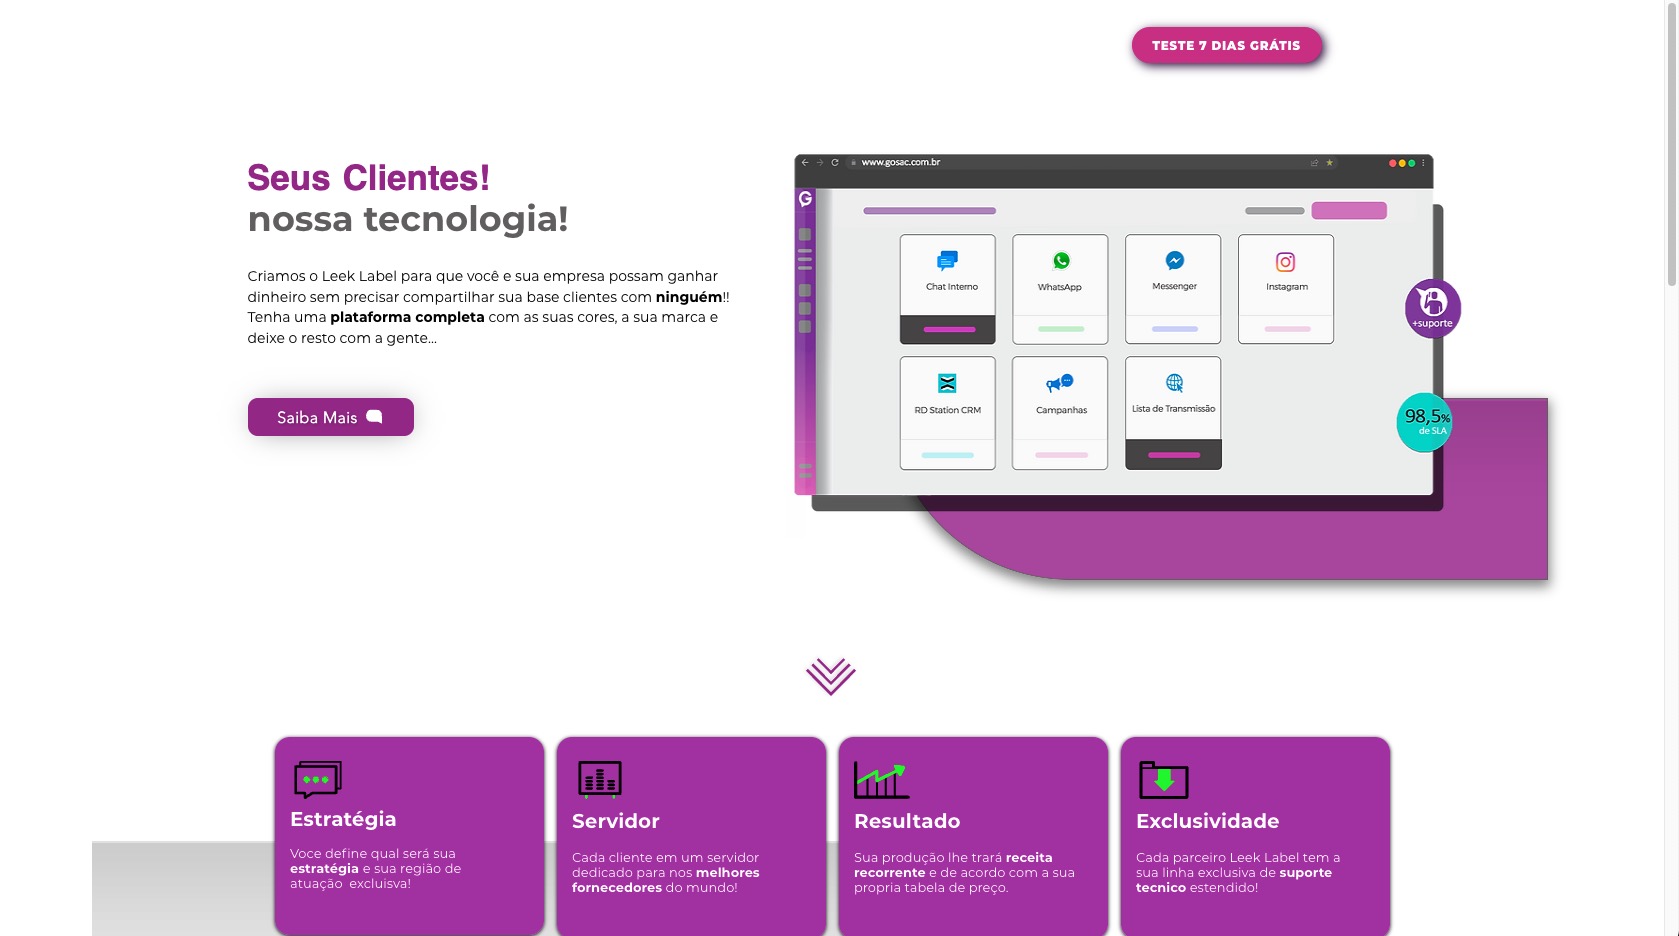 TESTE 7 DIAS GRÁTIS
Seus Clientes!
nossa tecnologia!
Criamos o Leek Label para que você e sua empresa possam ganhar
dinheiro sem precisar compartilhar sua base clientes com ninguém!!
Tenha uma plataforma completa com as suas cores, a sua marca e
deixe o resto com a gente...
Saiba Mais
www.gosac.com.br
G
Chat Interno
WhatsApp
Messenger
Instagram
+suporte
RD Station CRM
Campanhas
Lista de Transmissão
98,5%
de SLA
Estratégia
Voce define qual será sua
estratégia e sua região de
atuação excluisva!
Servidor
Cada cliente em um servidor
dedicado para nos melhores
fornecedores do mundo!
Resultado
Sua produção lhe trará receita
recorrente e de acordo com a sua
propria tabela de preço.
Exclusividade
Cada parceiro Leek Label tem a
sua linha exclusiva de suporte
tecnico estendido!